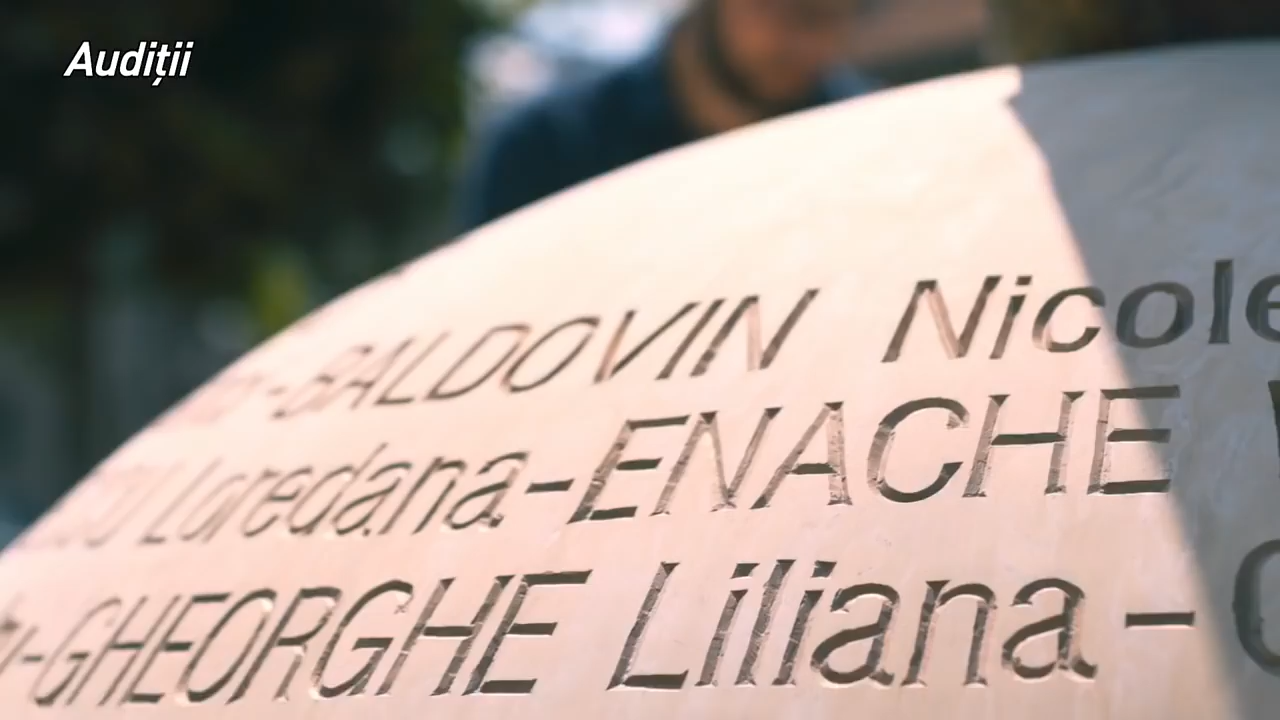 Audiții
BALDOVIN Nicole
Loredana-ENACHE
-GHEORGHE Liliana-